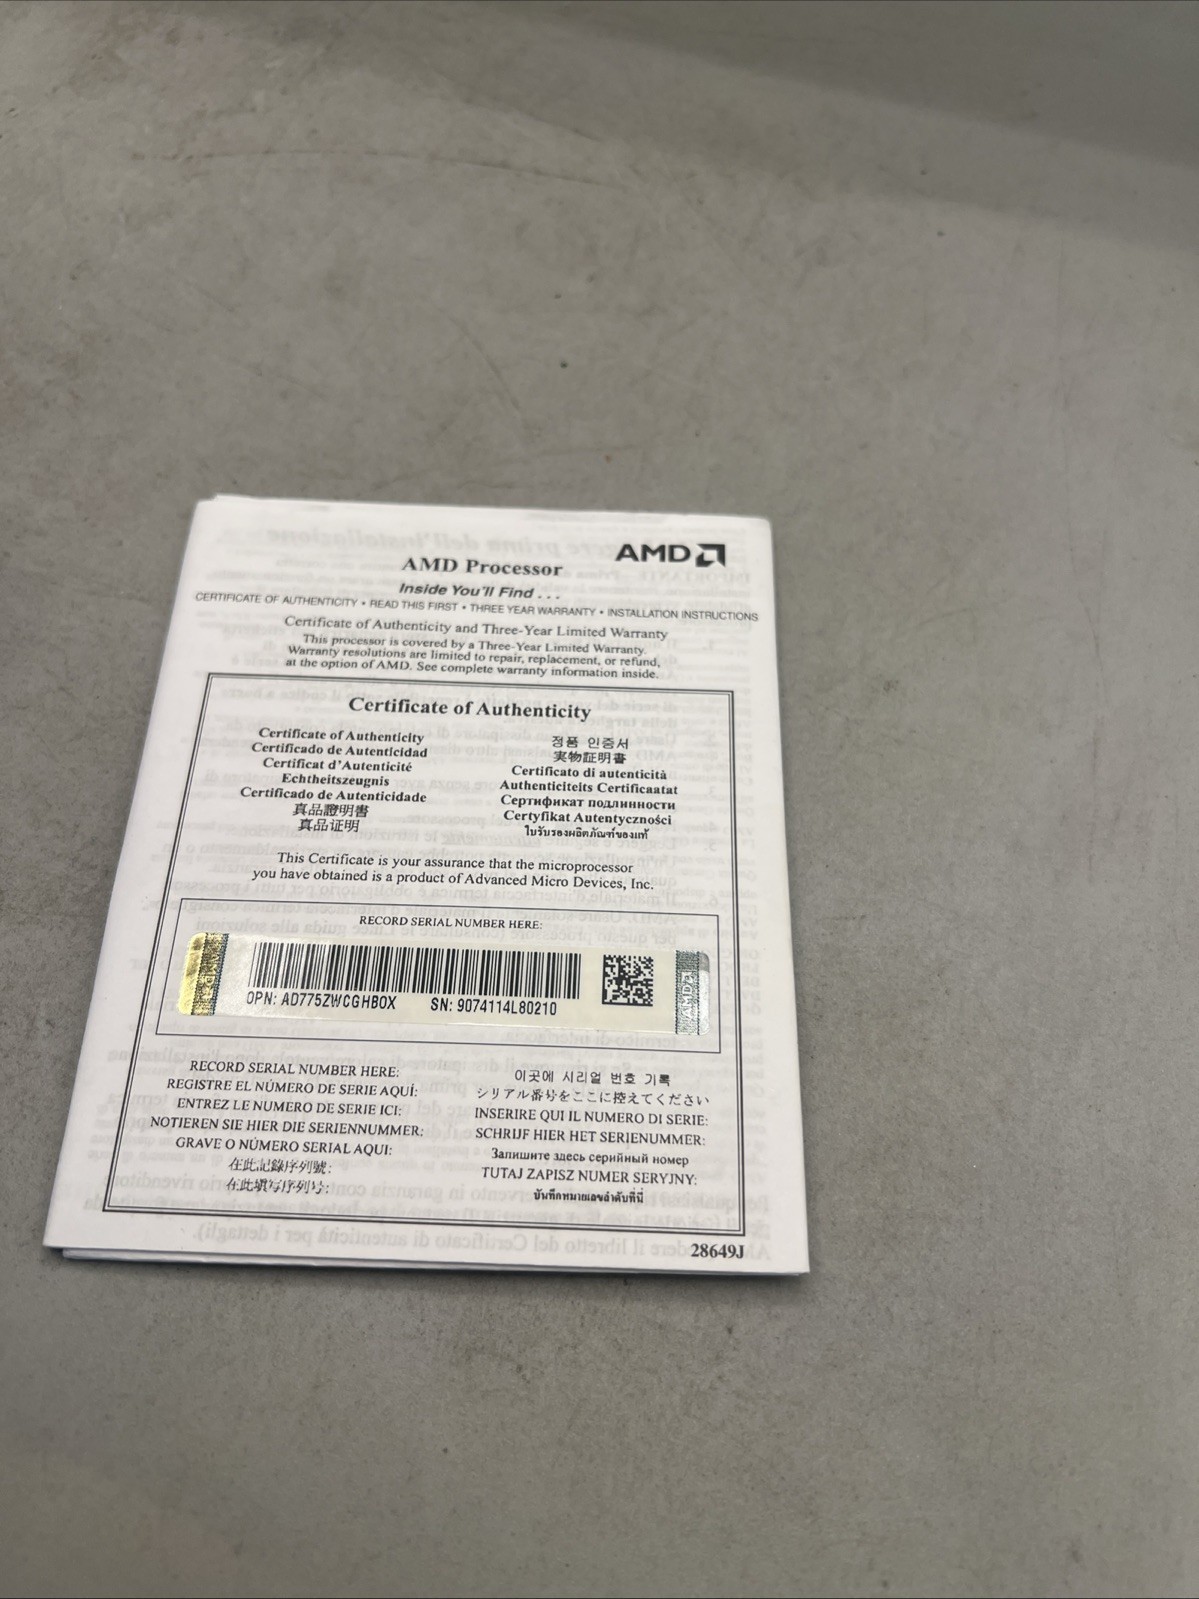 AMD
AMD Processor
Inside You'll Find . . .
CERTIFICATE OF AUTHENTICITY • READ THIS FIRST • THREE YEAR WARRANTY • INSTALLATION INSTRUCTIONS
Certificate of Authenticity and Three-Year Limited Warranty
This processor is covered by a Three-Year Limited Warranty.
Warranty resolutions are limited to repair, replacement, or refund,
at the option of AMD. See complete warranty information inside.
Certificate of Authenticity
Certificate of Authenticity
Certificado de Autenticidad
Certificat d'Autenticité
Echtheitszeugnis
Certificado de Autenticidade
真品證明書
真品证明
정품 인증서
実物証明書
Certificato di autenticità
Authenticiteits Certificaatat
Сертификат подлинности
Certyfikat Autentyczności
ใบรับรองผลิตภัณฑ์ของแท้
This Certificate is your assurance that the microprocessor
you have obtained is a product of Advanced Micro Devices, Inc.
RECORD SERIAL NUMBER HERE:
OPN: AD775ZWCGHBOX SN: 9074114L80210
AMD
RECORD SERIAL NUMBER HERE:
REGISTRE EL NÚMERO DE SERIE AQUÍ:
ENTREZ LE NUMERO DE SERIE ICI:
NOTIEREN SIE HIER DIE SERIENNUMMER:
GRAVE O NÚMERO SERIAL AQUI:
在此記錄序列號:
在此填写序列号:
이곳에 시리얼 번호 기록
シリアル番号をここに控えてください
INSERIRE QUI IL NUMERO DI SERIE:
SCHRIJF HIER HET SERIENUMMER:
Запишите здесь серийный номер
TUTAJ ZAPISZ NUMER SERYJNY:
บันทึกหมายเลขลำดับที่นี่
28649J